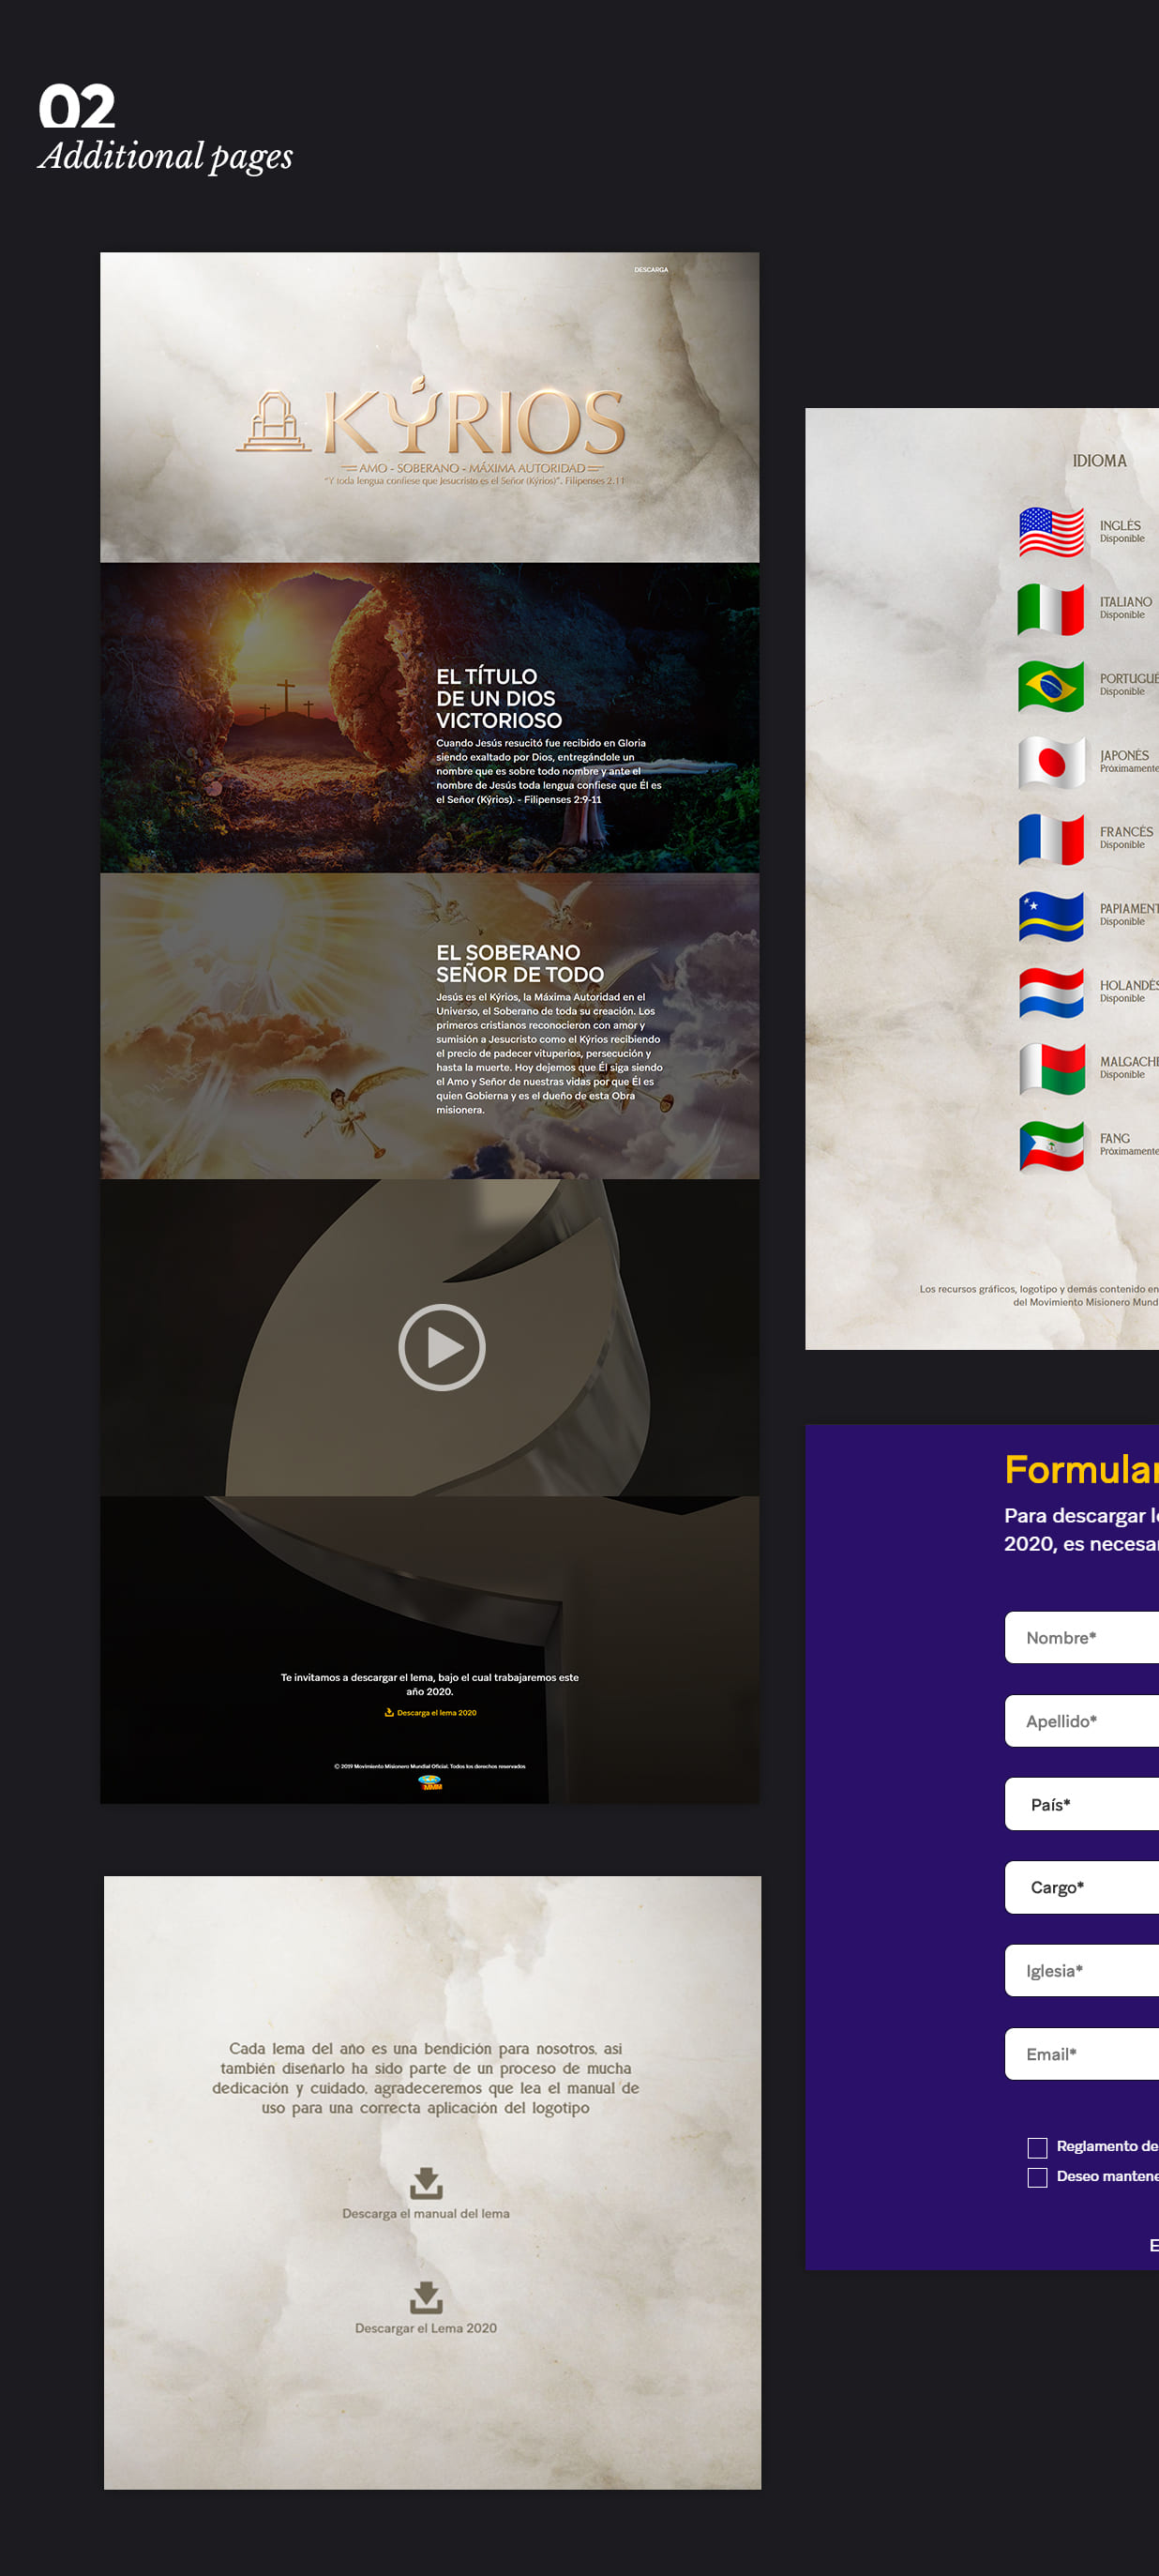 02
Additional pages
DESCARGA
KÝRIOS
AMO - SOBERANO - MÁXIMA AUTORIDAD
"Y toda lengua confiese que Jesucristo es el Señor (Kýrios)". Filipenses 2.11
EL TÍTULO
DE UN DIOS
VICTORIOSO
Cuando Jesús resucitó fue recibido en Gloria
siendo exaltado por Dios, entregándole un
nombre que es sobre todo nombre y ante el
nombre de Jesús toda lengua confiese que Él es
el Señor (Kýrios). - Filipenses 2:9-11
EL SOBERANO
SEÑOR DE TODO
Jesús es el Kýrios, la Máxima Autoridad en el
Universo, el Soberano de toda su creación. Los
primeros cristianos reconocieron con amor y
sumisión a Jesucristo como el Kýrios recibiendo
el precio de padecer vituperios, persecución y
hasta la muerte. Hoy dejemos que Él siga siendo
el Amo y Señor de nuestras vidas por que Él es
quien Gobierna y es el dueño de esta Obra
misionera.
Te invitamos a descargar el lema, bajo el cual trabajaremos este
año 2020.
Descarga el lema 2020
© 2019 Movimiento Misionero Mundial Oficial. Todos los derechos reservados
MMM
Cada lema del año es una bendición para nosotros, asi
también diseñarlo ha sido parte de un proceso de mucha
dedicación y cuidado, agradeceremos que lea el manual de
uso para una correcta aplicación del logotipo
Descarga el manual del lema
Descargar el Lema 2020
IDIOMA
INGLÉS
Disponible
ITALIANO
Disponible
PORTUGUÉ
Disponible
JAPONÉS
Próximamente
FRANCÉS
Disponible
PAPIAMENT
Disponible
HOLANDÉS
Disponible
MALGACHE
Disponible
FANG
Próximamente
Los recursos gráficos, logotipo y demás contenido en
del Movimiento Misionero Mund
Formular
Para descargar l
2020, es necesar
Nombre*
Apellido*
País*
Cargo*
Iglesia*
Email*
Reglamento de
Deseo mantene
E